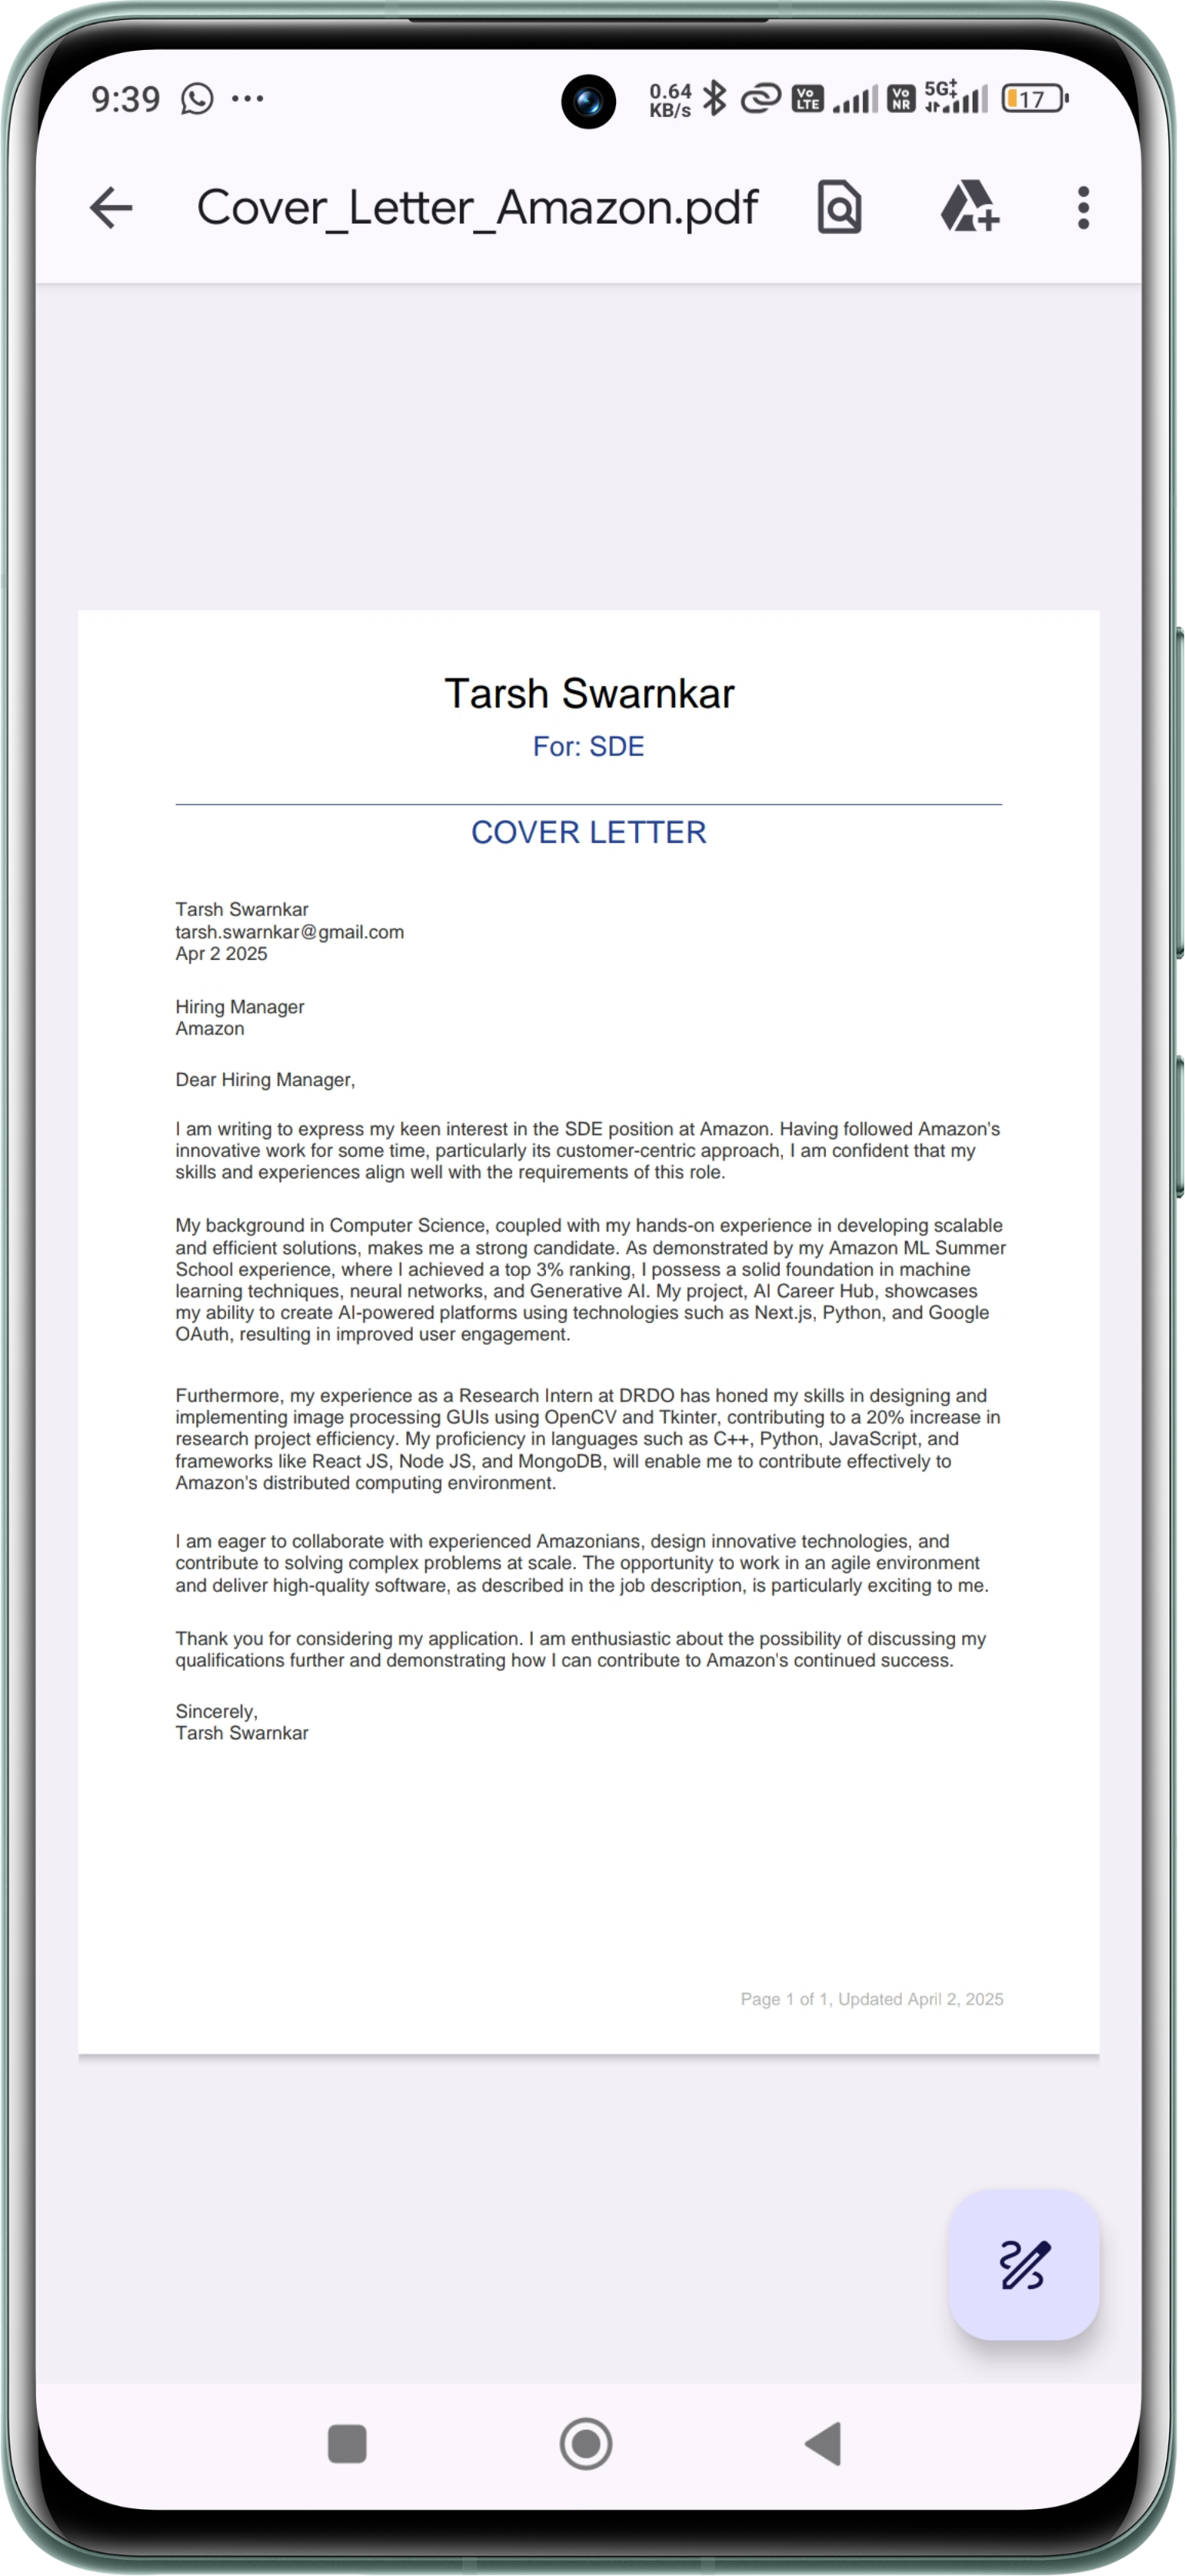 9:39
0.64
KB/s
Vo
LTE
Vo
NR
5G+
17
Cover_Letter_Amazon.pdf
Tarsh Swarnkar
For: SDE
COVER LETTER
Tarsh Swarnkar
tarsh.swarnkar@gmail.com
Apr 2 2025
Hiring Manager
Amazon
Dear Hiring Manager,
I am writing to express my keen interest in the SDE position at Amazon. Having followed Amazon's
innovative work for some time, particularly its customer-centric approach, I am confident that my
skills and experiences align well with the requirements of this role.
My background in Computer Science, coupled with my hands-on experience in developing scalable
and efficient solutions, makes me a strong candidate. As demonstrated by my Amazon ML Summer
School experience, where I achieved a top 3% ranking, I possess a solid foundation in machine
learning techniques, neural networks, and Generative AI. My project, AI Career Hub, showcases
my ability to create AI-powered platforms using technologies such as Next.js, Python, and Google
OAuth, resulting in improved user engagement.
Furthermore, my experience as a Research Intern at DRDO has honed my skills in designing and
implementing image processing GUIs using OpenCV and Tkinter, contributing to a 20% increase in
research project efficiency. My proficiency in languages such as C++, Python, JavaScript, and
frameworks like React JS, Node JS, and MongoDB, will enable me to contribute effectively to
Amazon's distributed computing environment.
I am eager to collaborate with experienced Amazonians, design innovative technologies, and
contribute to solving complex problems at scale. The opportunity to work in an agile environment
and deliver high-quality software, as described in the job description, is particularly exciting to me.
Thank you for considering my application. I am enthusiastic about the possibility of discussing my
qualifications further and demonstrating how I can contribute to Amazon's continued success.
Sincerely,
Tarsh Swarnkar
Page 1 of 1, Updated April 2, 2025